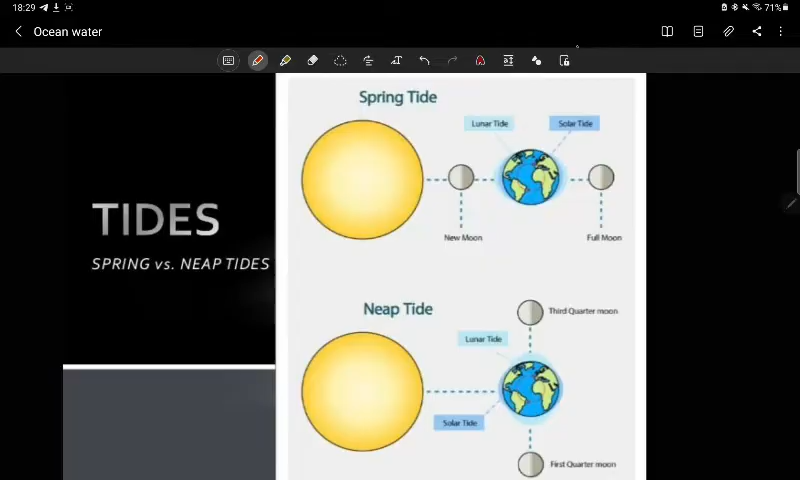 18:29
71%
Ocean water
TIDES
SPRING vs. NEAP TIDES
Spring Tide
Lunar Tide
Solar Tide
New Moon
Full Moon
Neap Tide
Third Quarter moon
Lunar Tide
Solar Tide
First Quarter moon